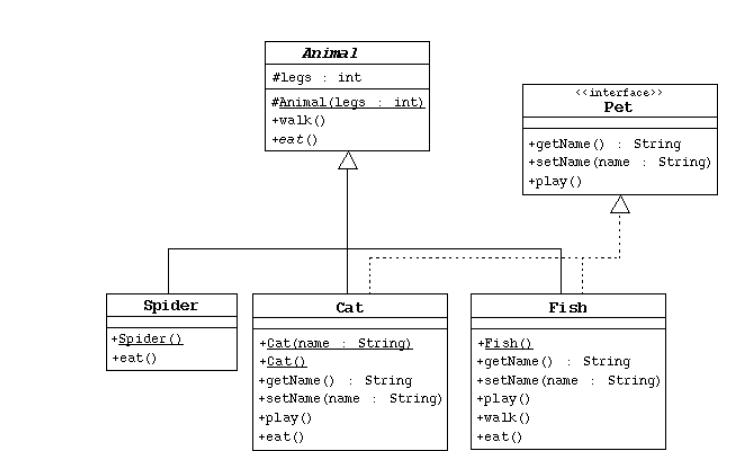 Animal
#legs : int
#Animal(legs : int)
+walk()
+eat()
<<interface>>
Pet
+getName() : String
+setName(name : String)
+play()
Spider
+Spider()
+eat()
Cat
+Cat(name : String)
+Cat()
+getName() : String
+setName(name : String)
+play()
+eat()
Fish
+Fish()
+getName() : String
+setName(name : String)
+play()
+walk()
+eat()